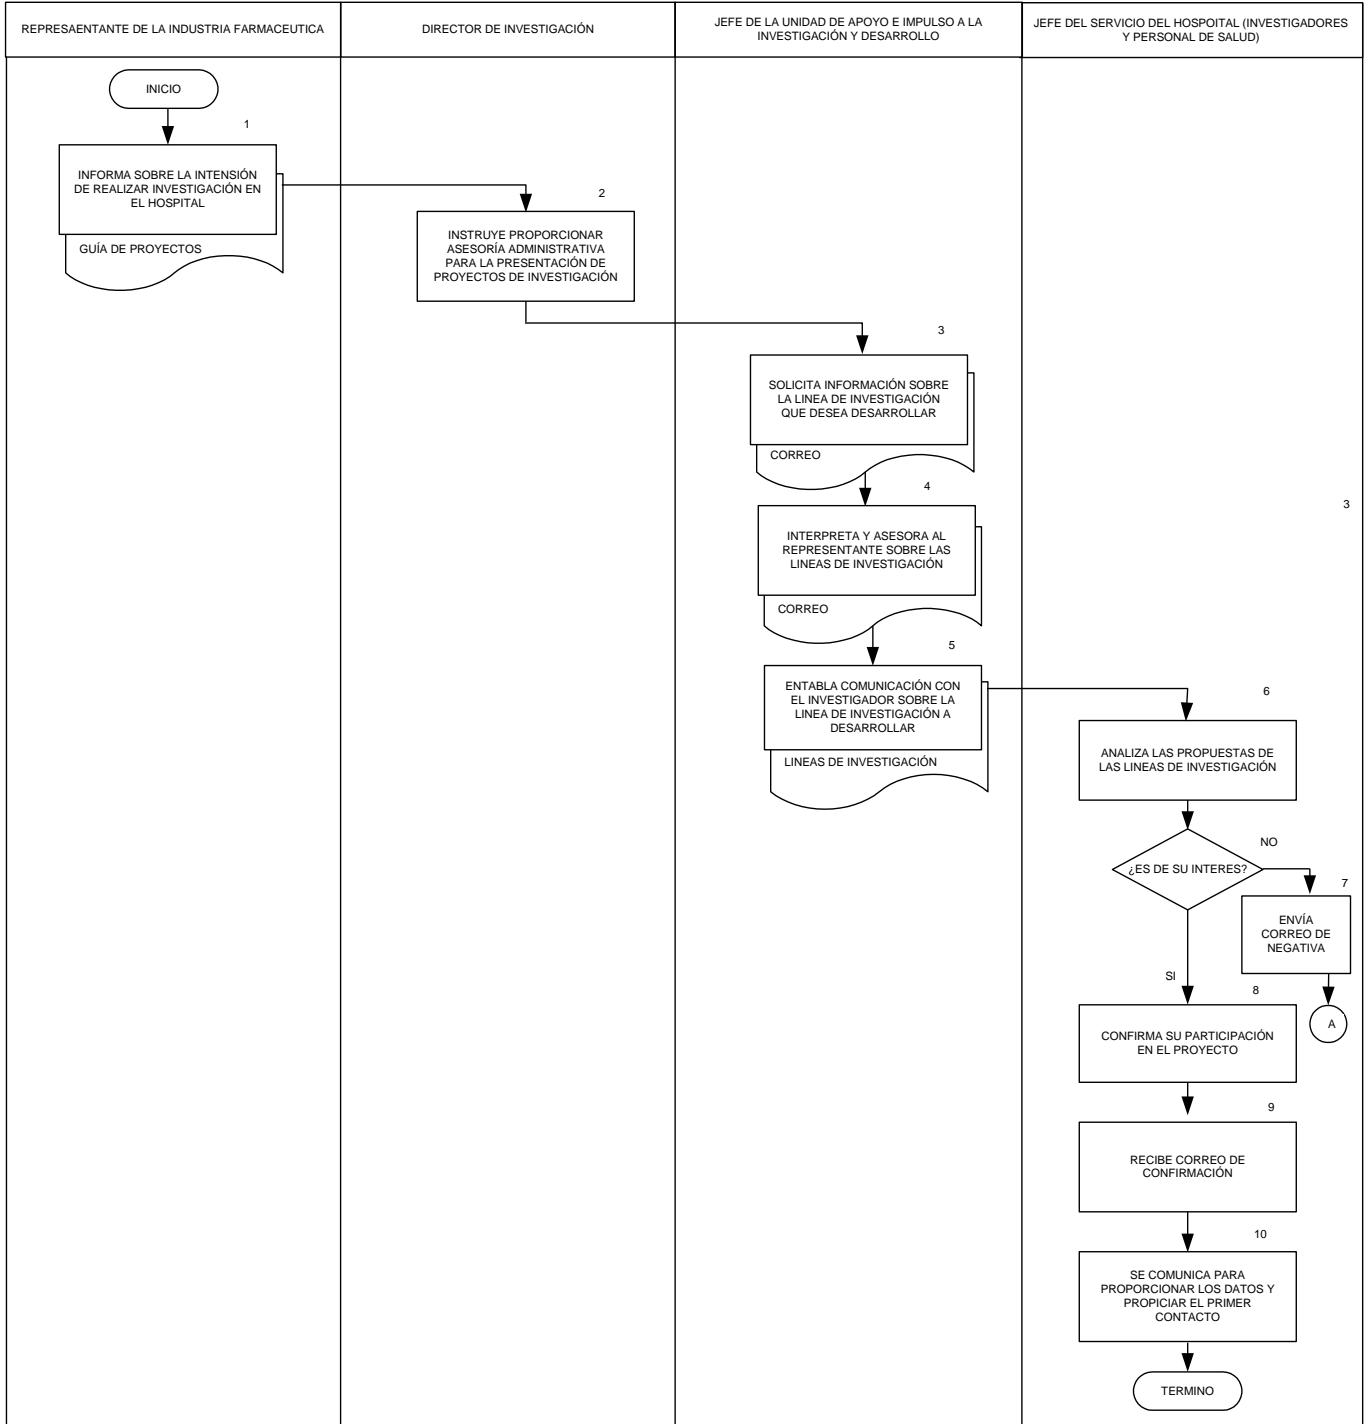 REPRESAENTANTE DE LA INDUSTRIA FARMACEUTICA
DIRECTOR DE INVESTIGACIÓN
JEFE DE LA UNIDAD DE APOYO E IMPULSO A LA
INVESTIGACIÓN Y DESARROLLO
JEFE DEL SERVICIO DEL HOSPOITAL (INVESTIGADORES
Y PERSONAL DE SALUD)
INICIO
1
INFORMA SOBRE LA INTENSIÓN
DE REALIZAR INVESTIGACIÓN EN
EL HOSPITAL
GUÍA DE PROYECTOS
2
INSTRUYE PROPORCIONAR
ASESORÍA ADMINISTRATIVA
PARA LA PRESENTACIÓN DE
PROYECTOS DE INVESTIGACIÓN
3
SOLICITA INFORMACIÓN SOBRE
LA LINEA DE INVESTIGACIÓN
QUE DESEA DESARROLLAR
CORREO
4
3
INTERPRETA Y ASESORA AL
REPRESENTANTE SOBRE LAS
LINEAS DE INVESTIGACIÓN
CORREO
5
ENTABLA COMUNICACIÓN CON
EL INVESTIGADOR SOBRE LA
LINEA DE INVESTIGACIÓN A
DESARROLLAR
LINEAS DE INVESTIGACIÓN
6
ANALIZA LAS PROPUESTAS DE
LAS LINEAS DE INVESTIGACIÓN
¿ES DE SU INTERES?
NO
7
ENVÍA
CORREO DE
NEGATIVA
A
SI
8
CONFIRMA SU PARTICIPACIÓN
EN EL PROYECTO
9
RECIBE CORREO DE
CONFIRMACIÓN
10
SE COMUNICA PARA
PROPORCIONAR LOS DATOS Y
PROPICIAR EL PRIMER
CONTACTO
TERMINO